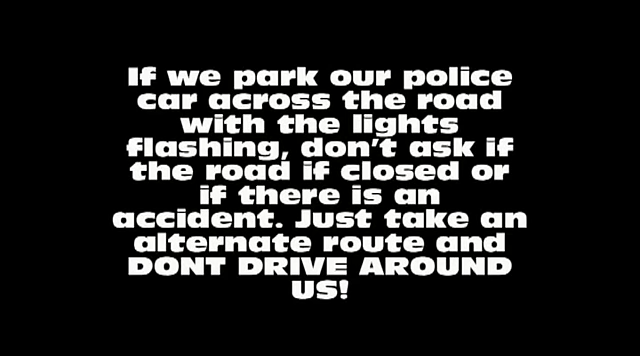 If we park our police
car across the road
with the lights
flashing, don't ask if
the road if closed or
if there is an
accident. Just take an
alternate route and
DONT DRIVE AROUND
US!